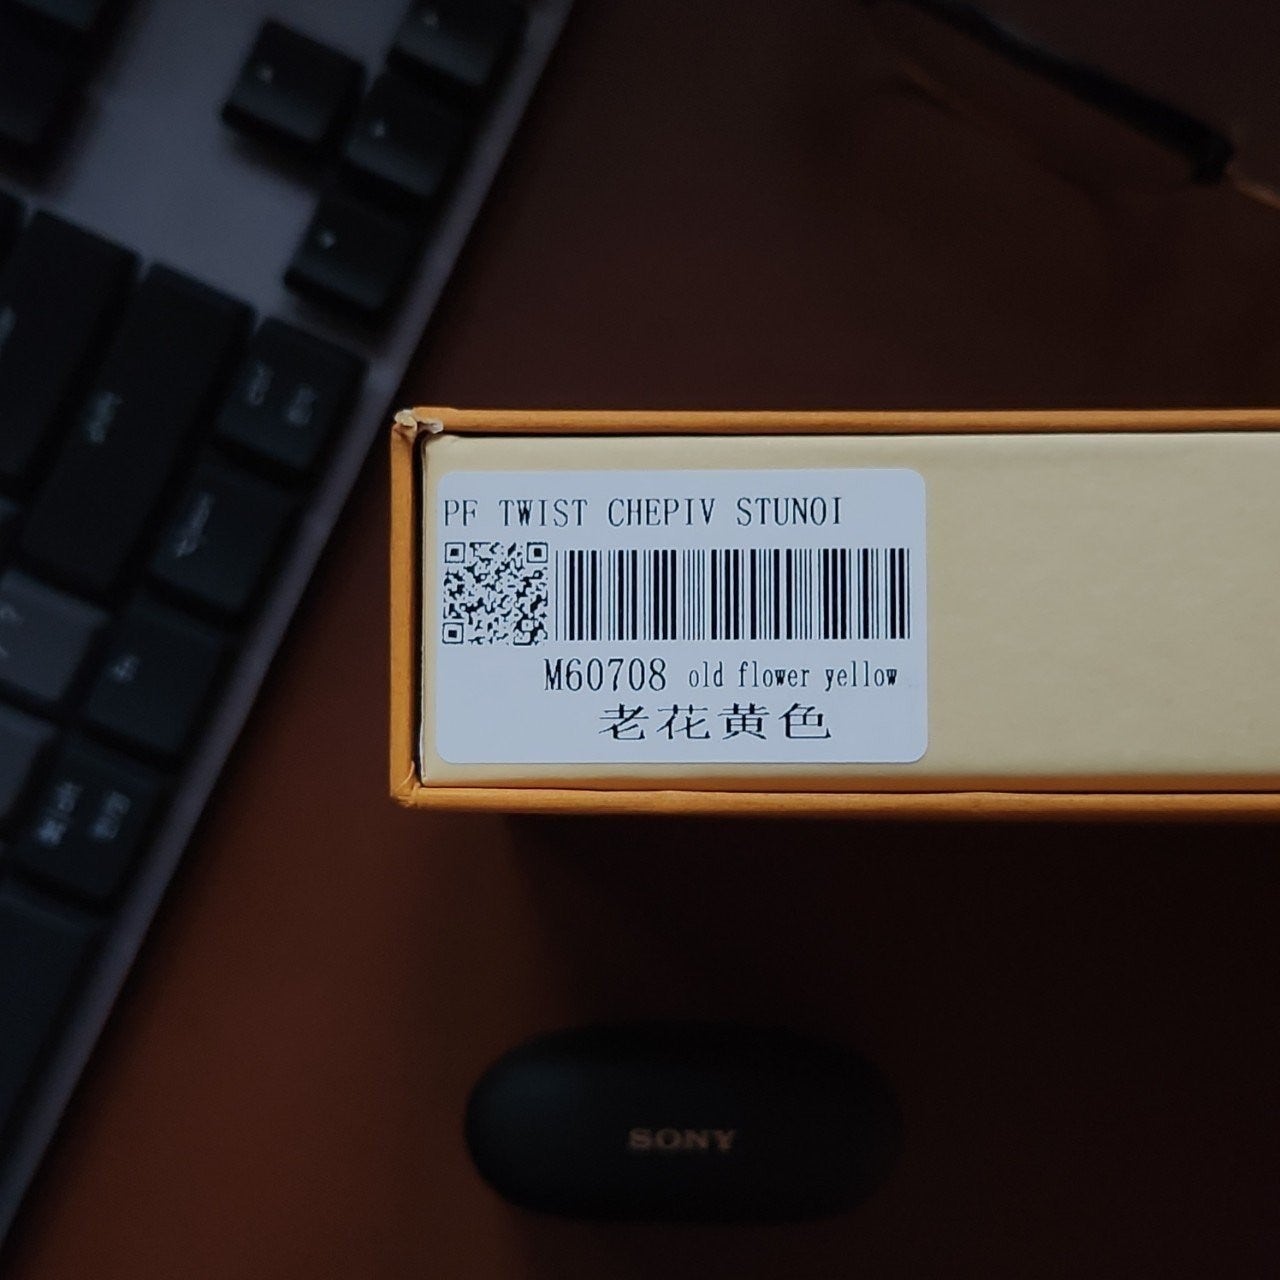 PF TWIST CHEPIV STUNOI
M60708 old flower yellow
老花黄色
SONY